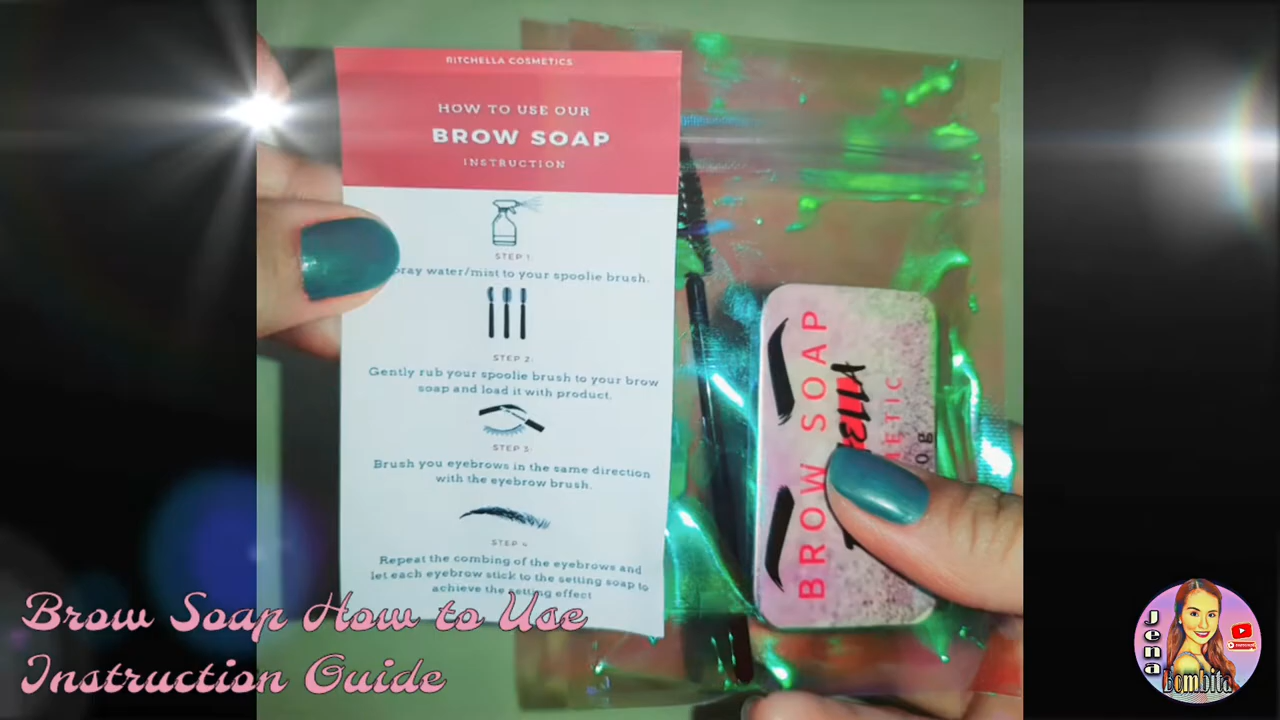 RITCHELLA COSMETICS
HOW TO USE OUR
BROW SOAP
INSTRUCTION
STEP 1:
water/mist to your spoolie brush.
STEP 2:
Gently rub your spoolie brush to your brow
soap and load it with product.
STEP 3:
Brush you eyebrows in the same direction
with the eyebrow brush.
STEP 4
Repeat the combing of the eyebrows and
let each eyebrow stick to the setting soap to
achieve the setting effect
BROW SOAP
Brow Soap How to Use
Instruction Guide
Jena
Bombita